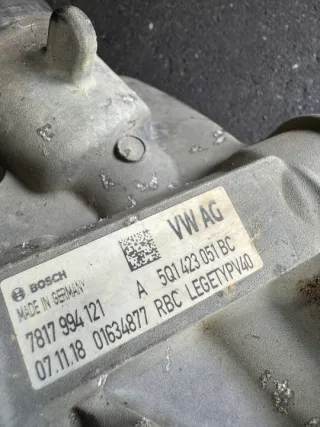 BOSCH
VW AG
MADE IN GERMANY
7817 994 121 A 5Q1 423 051 BC
07.11.18 01634877 RBC LEGETYPV40